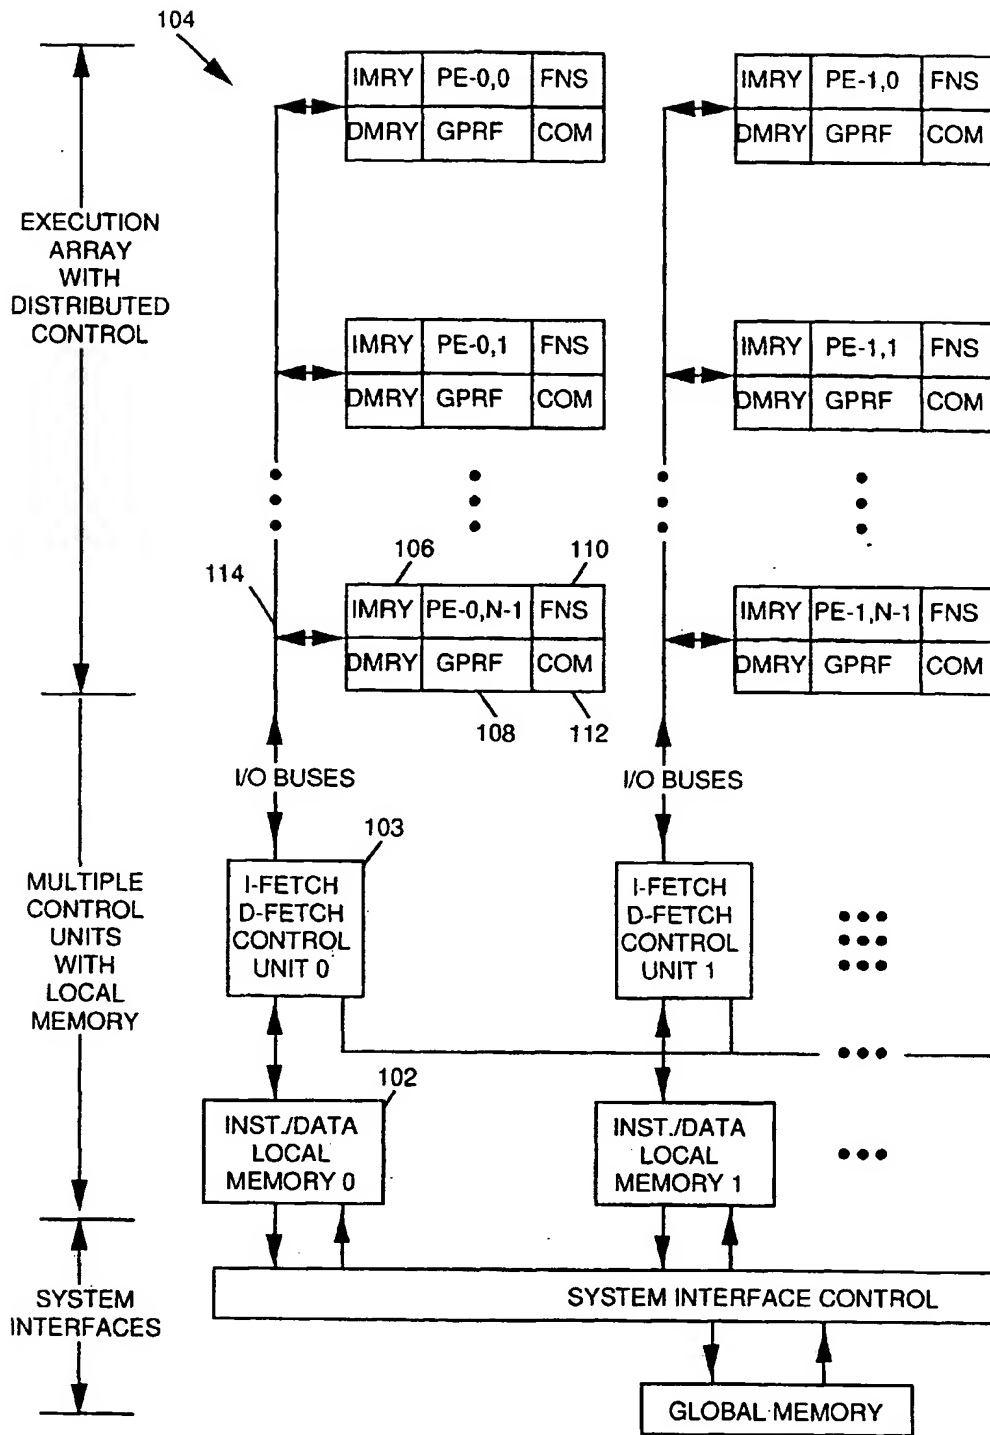 104
IMRY PE-0,0 FNS
DMRY GPRF COM
IMRY PE-1,0 FNS
DMRY GPRF COM
EXECUTION
ARRAY
WITH
DISTRIBUTED
CONTROL
IMRY PE-0,1 FNS
DMRY GPRF COM
IMRY PE-1,1 FNS
DMRY GPRF COM
106
110
114
IMRY PE-0,N-1 FNS
DMRY GPRF COM
108
112
IMRY PE-1,N-1 FNS
DMRY GPRF COM
I/O BUSES
I/O BUSES
103
MULTIPLE
CONTROL
UNITS
WITH
LOCAL
MEMORY
I-FETCH
D-FETCH
CONTROL
UNIT 0
I-FETCH
D-FETCH
CONTROL
UNIT 1
102
INST./DATA
LOCAL
MEMORY 0
INST./DATA
LOCAL
MEMORY 1
SYSTEM
INTERFACES
SYSTEM INTERFACE CONTROL
GLOBAL MEMORY